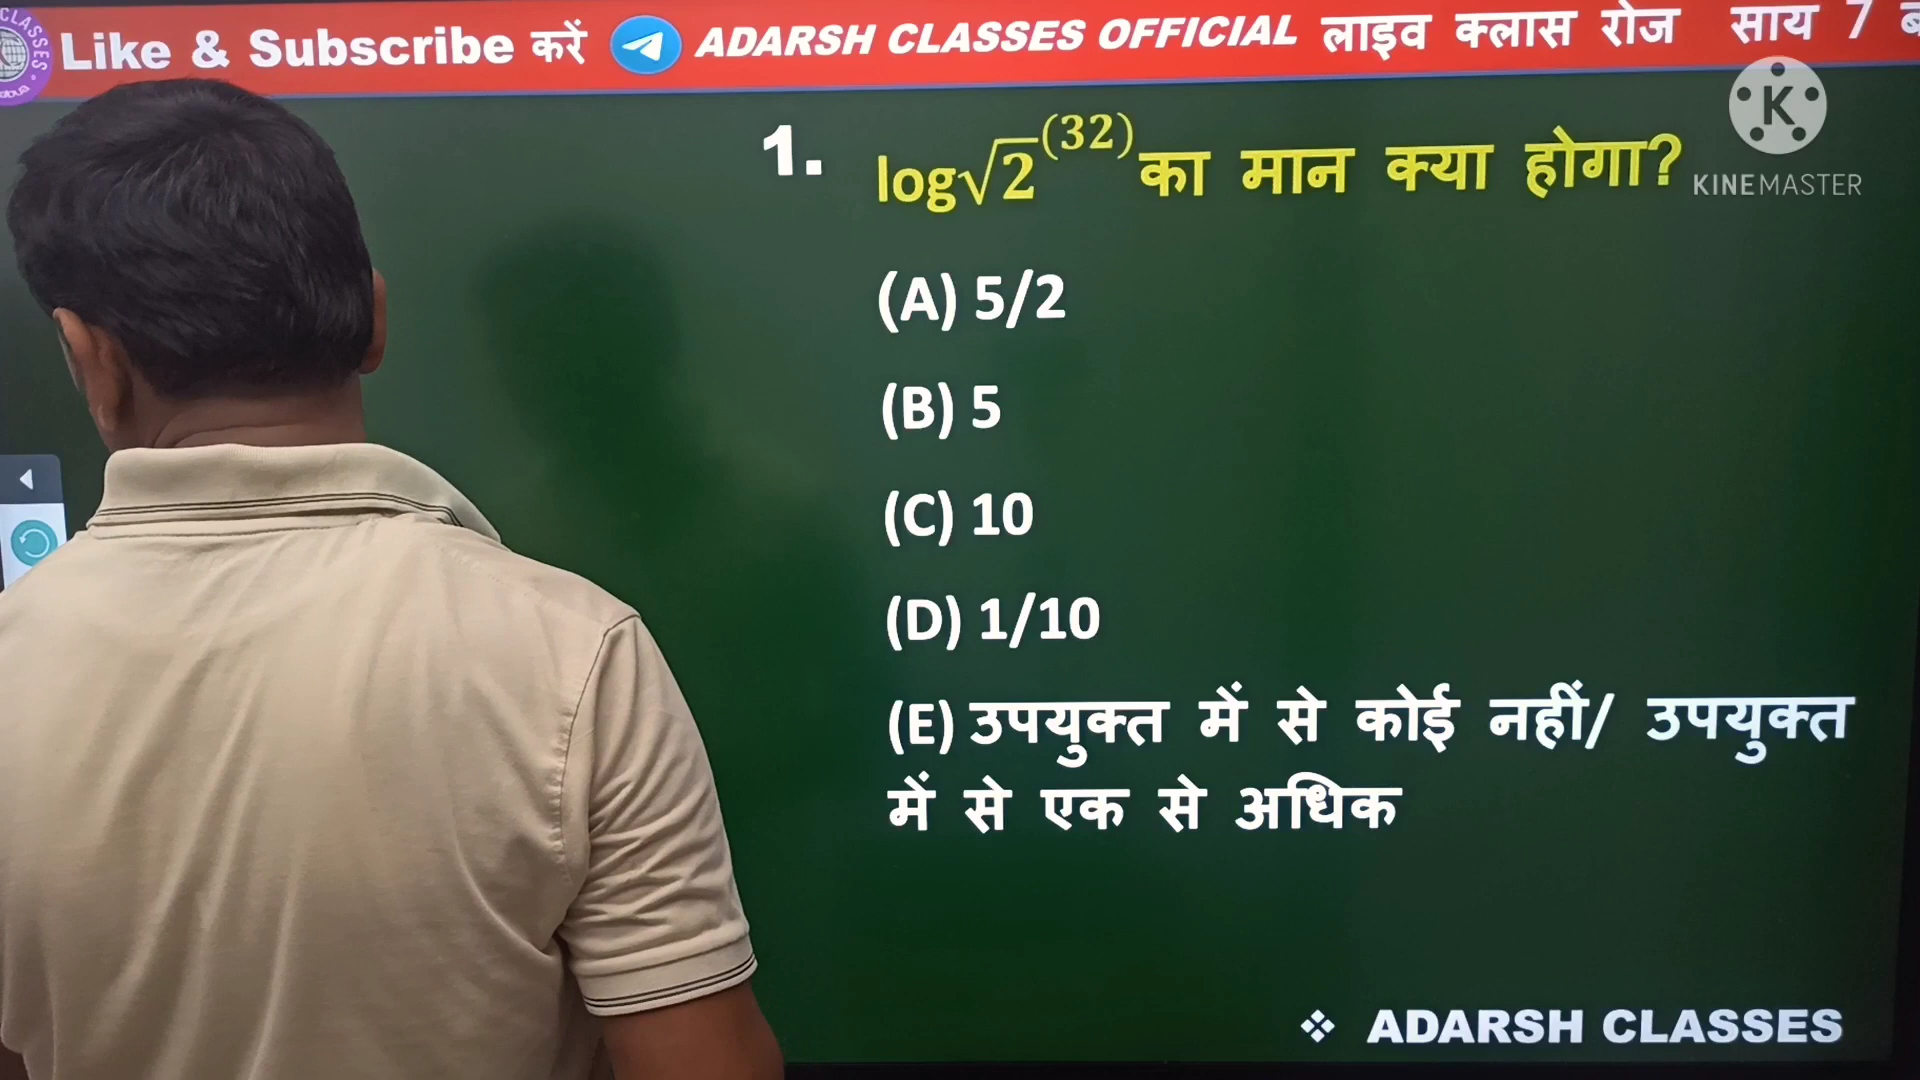 CLASSES
Like & Subscribe करें ADARSH CLASSES OFFICIAL लाइव क्लास रोज साय 7
K
KINEMASTER
1. log√2^(32) का मान क्या होगा?
(A) 5/2
(B) 5
(C) 10
(D) 1/10
(E) उपयुक्त में से कोई नहीं/ उपयुक्त
में से एक से अधिक
❖ ADARSH CLASSES